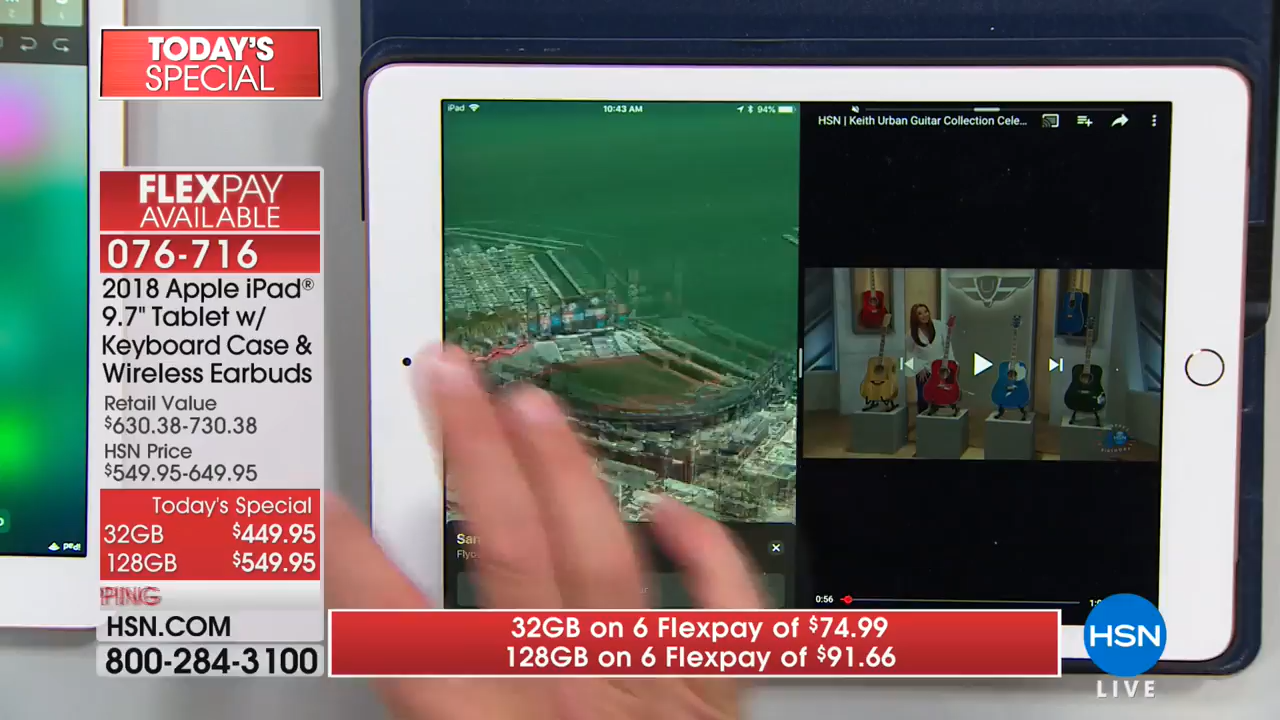 TODAY'S
SPECIAL
FLEXPAY
AVAILABLE
076-716
2018 Apple iPad®
9.7" Tablet w/
Keyboard Case &
Wireless Earbuds
Retail Value
$630.38-730.38
HSN Price
$549.95-649.95
Today's Special
32GB $449.95
128GB $549.95
HSN.COM
800-284-3100
iPad
10:43 AM
94%
HSN | Keith Urban Guitar Collection Cele...
0:56
32GB on 6 Flexpay of $74.99
128GB on 6 Flexpay of $91.66
HSN
LIVE